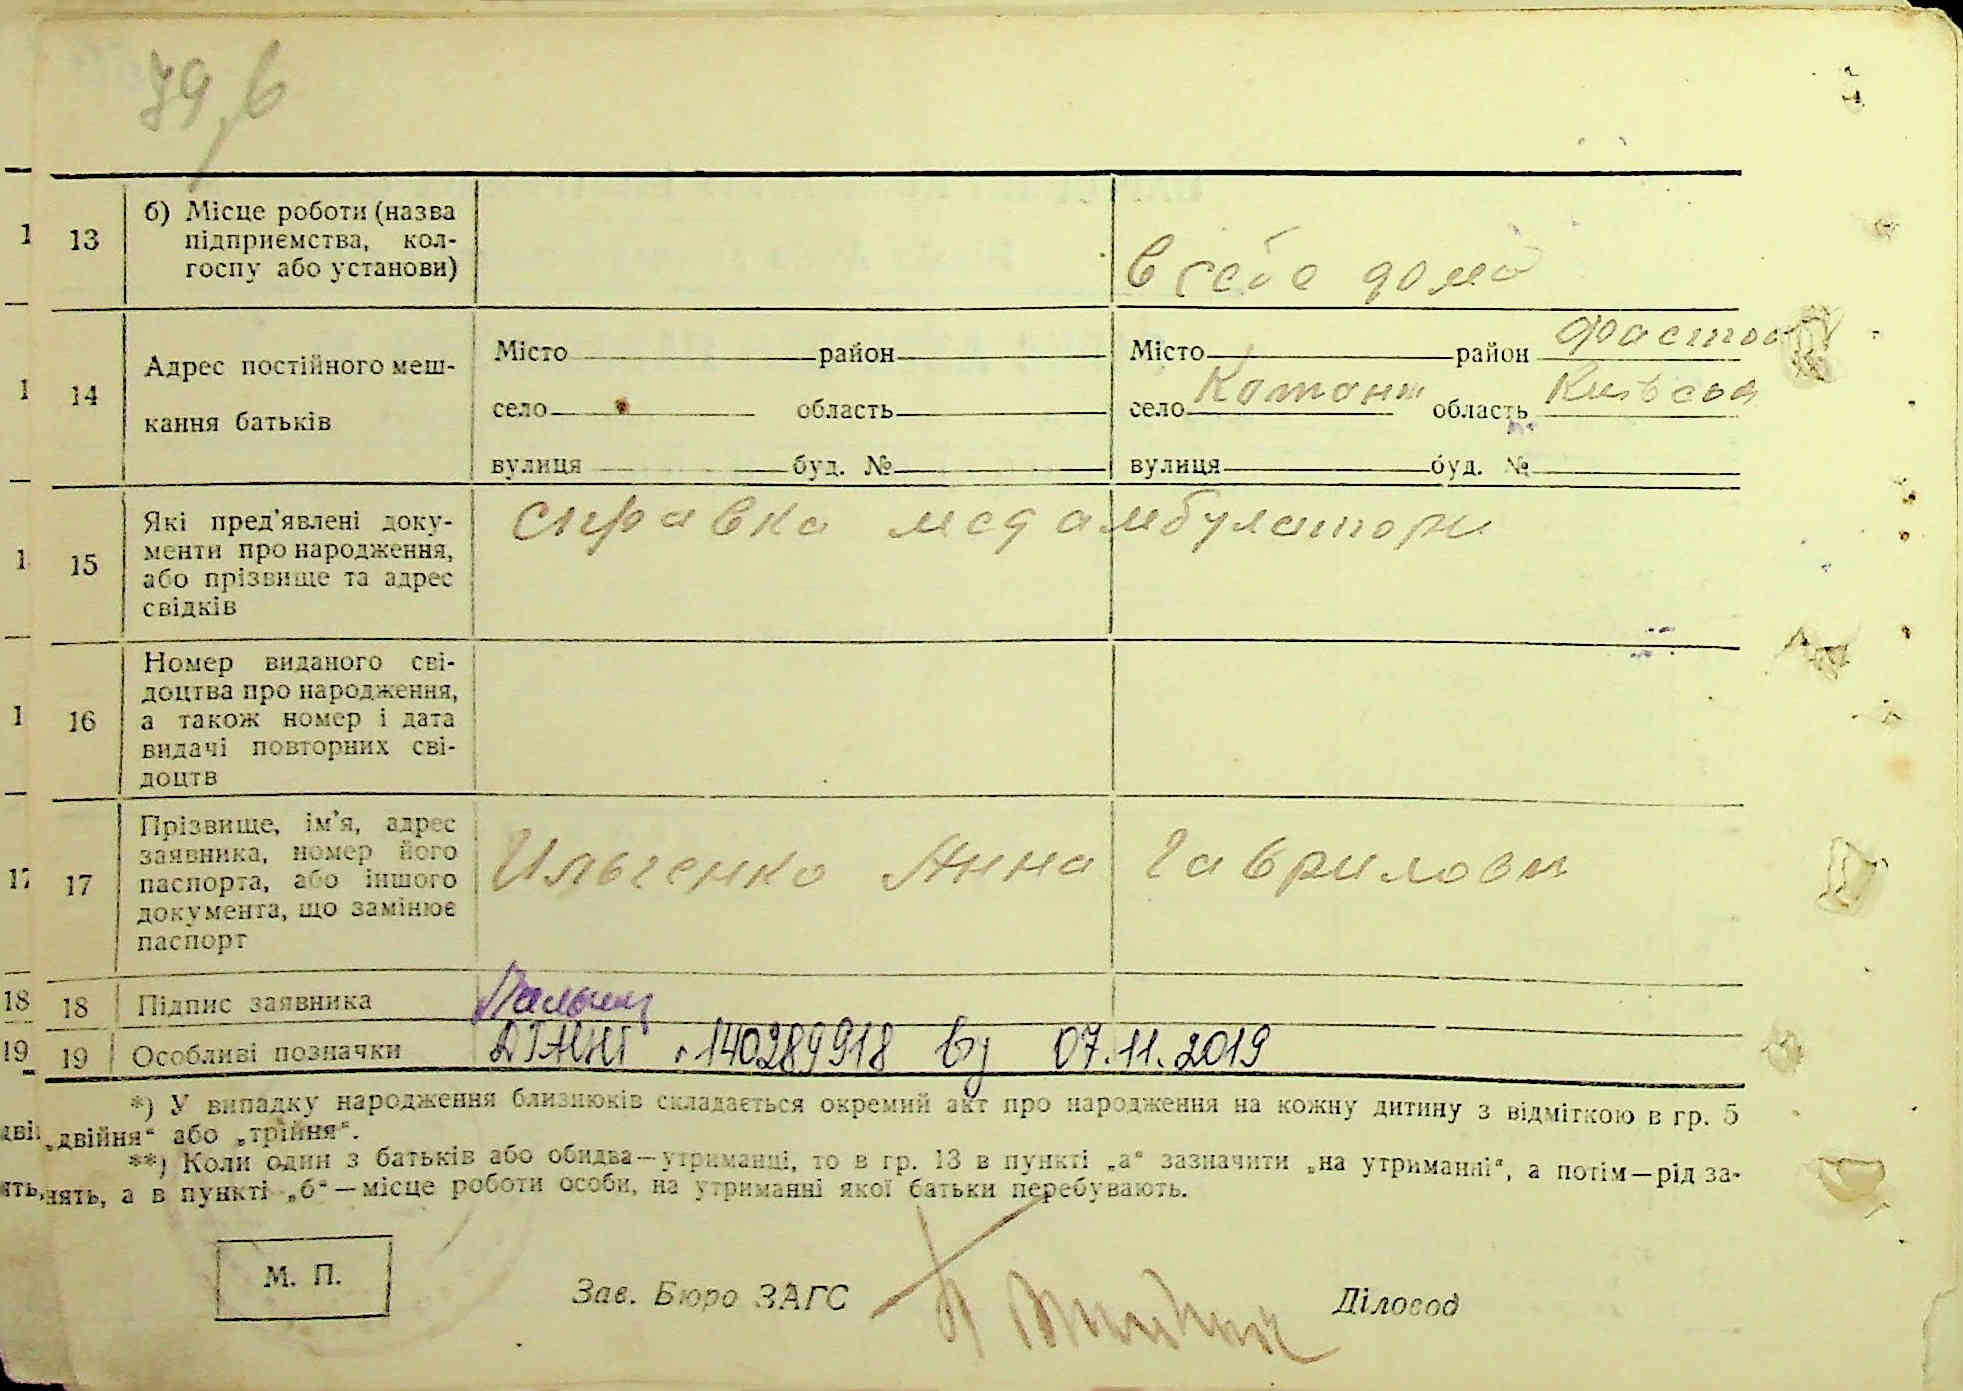 79 б
13 б) Місце роботи (назва
підприємства, кол-
госпу або установи)
в себе дома
14 Адрес постійного меш-
кання батьків
Місто район Місто район Фастов
село область село область Київська
вулиця буд. № вулиця буд. №
15 Які пред'явлені доку-
менти про народження,
або прізвище та адрес
свідків
справка мед амбулатори
16 Номер виданого сві-
доцтва про народження,
а також номер і дата
видачі повторних сві-
доцтв
17 Прізвище, ім'я, адрес
заявника, номер його
паспорта, або іншого
документа, що замінює
паспорт
Ильченко Анна Гавриловн
18 18 Підпис заявника
19 19 Особливі позначки 140289918 07.11.2019
*) У випадку народження близнюків складається окремий акт про народження на кожну дитину з відміткою в гр. 5
„двійня“ або „трійня“.
**) Коли один з батьків або обидва—утриманці, то в гр. 13 в пункті „а“ зазначити „на утриманні“, а потім—рід за-
нять, а в пункті „б“—місце роботи особи, на утриманні якої батьки перебувають.
М. П.
Зав. Бюро ЗАГС Діловод